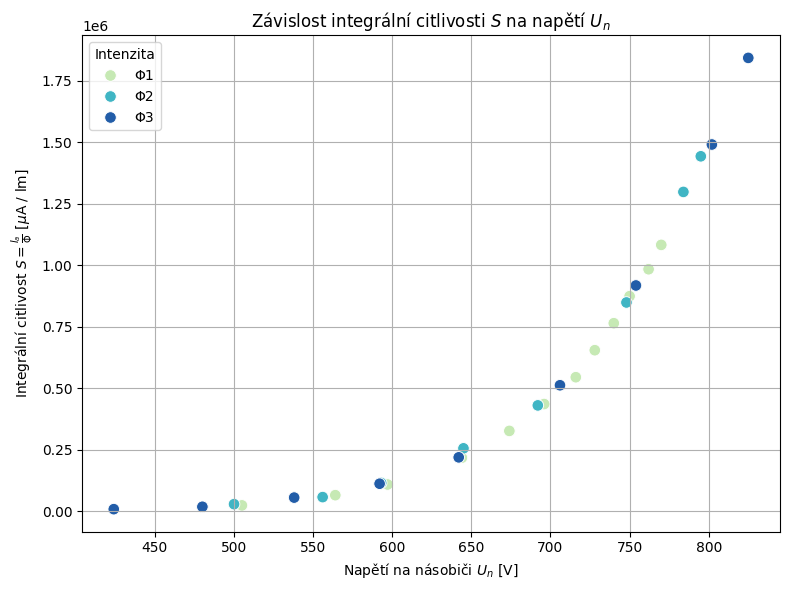 Závislost integrální citlivosti S na napětí Uₙ
1e6
Intenzita
Φ1
Φ2
Φ3
1.75
1.50
1.25
1.00
0.75
0.50
0.25
0.00
Integrální citlivost S = Iₐ/Φ [μA / lm]
450 500 550 600 650 700 750 800
Napětí na násobiči Uₙ [V]